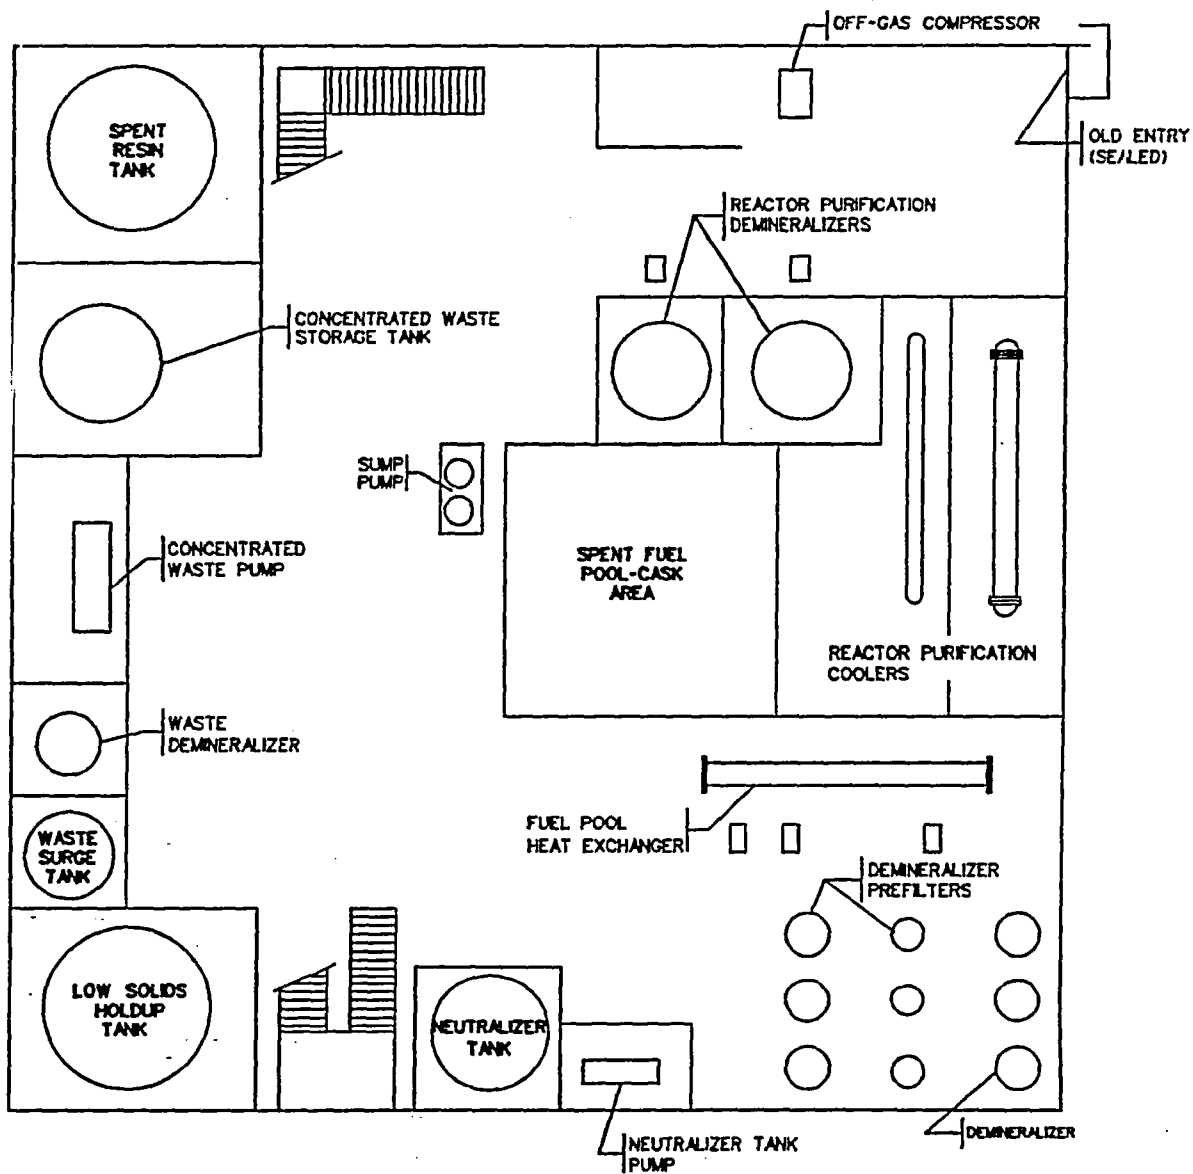 OFF-GAS COMPRESSOR
SPENT
RESIN
TANK
OLD ENTRY
(SEALED)
REACTOR PURIFICATION
DEMINERALIZERS
CONCENTRATED WASTE
STORAGE TANK
SUMP
PUMP
CONCENTRATED
WASTE PUMP
SPENT FUEL
POOL-CASK
AREA
REACTOR PURIFICATION
COOLERS
WASTE
DEMINERALIZER
FUEL POOL
HEAT EXCHANGER
WASTE
SURGE
TANK
DEMINERALIZER
PREFILTERS
LOW SOLIDS
HOLDUP
TANK
NEUTRALIZER
TANK
NEUTRALIZER TANK
PUMP
DEMINERALIZER